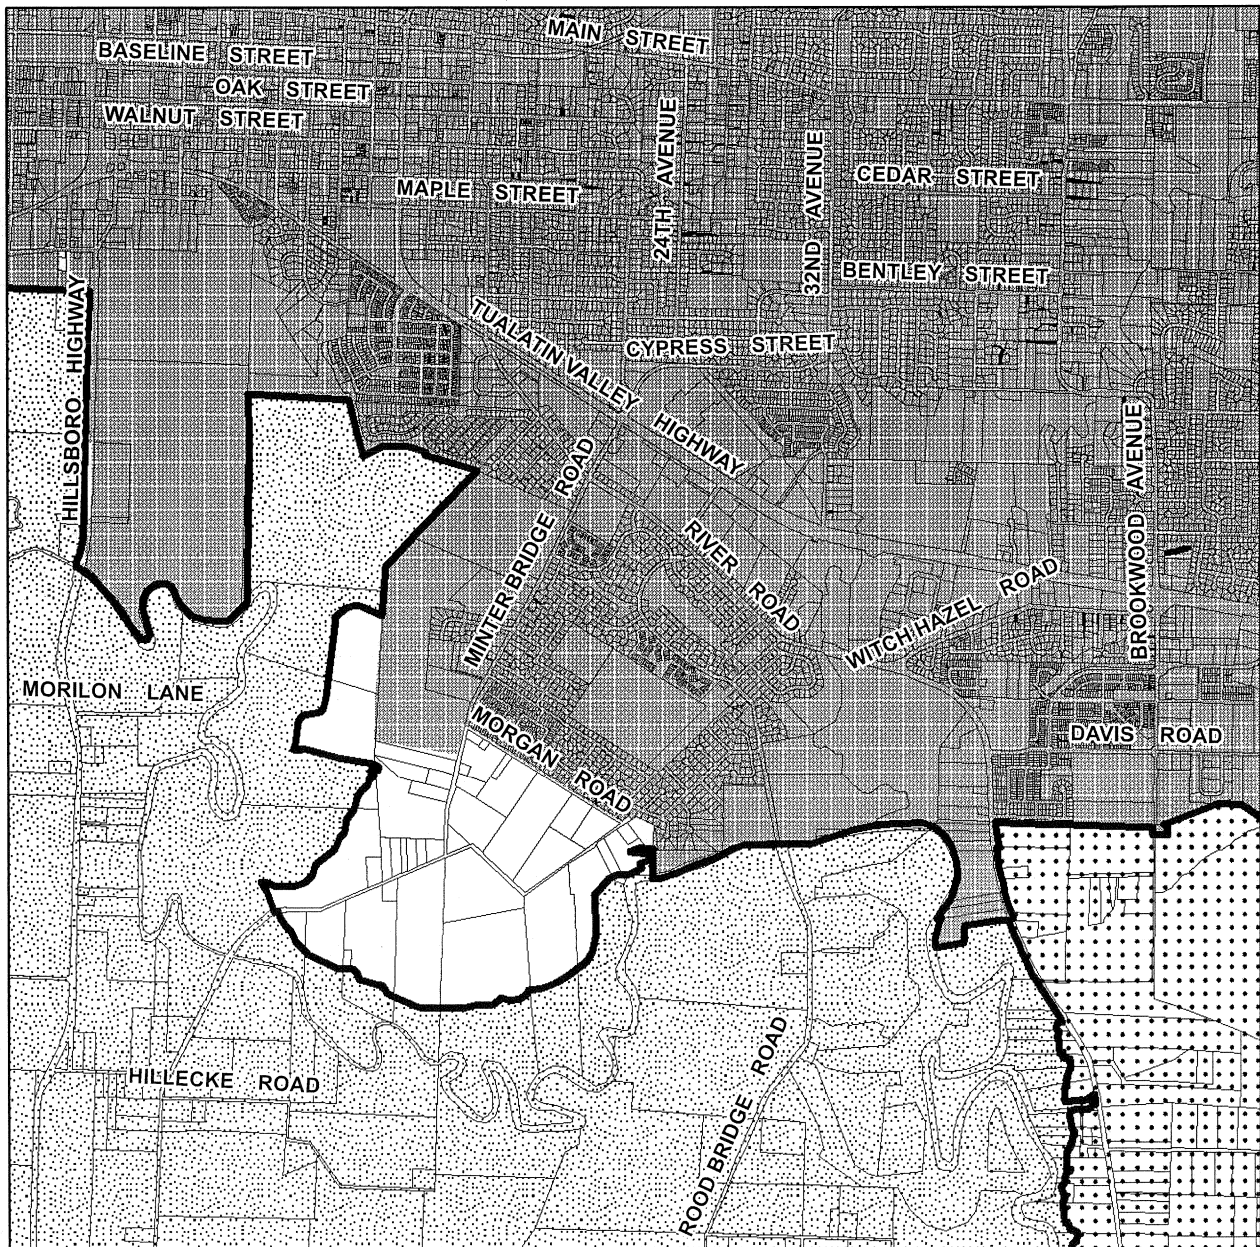 MAIN STREET
BASELINE STREET
OAK STREET
WALNUT STREET
MAPLE STREET
24TH AVENUE
32ND AVENUE
CEDAR STREET
BENTLEY STREET
HILLSBORO HIGHWAY
TUALATIN VALLEY HIGHWAY
CYPRESS STREET
MINTER BRIDGE ROAD
RIVER ROAD
BROOKWOOD AVENUE
WITCH HAZEL ROAD
MORILON LANE
MORGAN ROAD
DAVIS ROAD
HILLECKE ROAD
ROOD BRIDGE ROAD